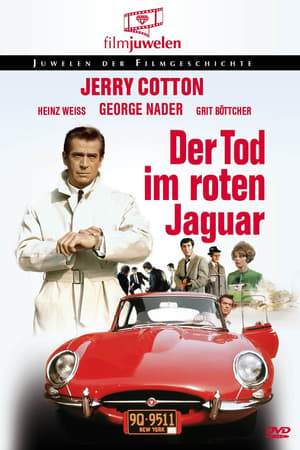 filmjuwelen
JUWELEN DER FILMGESCHICHTE
JERRY COTTON
HEINZ WEISS GEORGE NADER GRIT BÖTTCHER
Der Tod
im roten
Jaguar
9Q-9511
NEW YORK
DVD